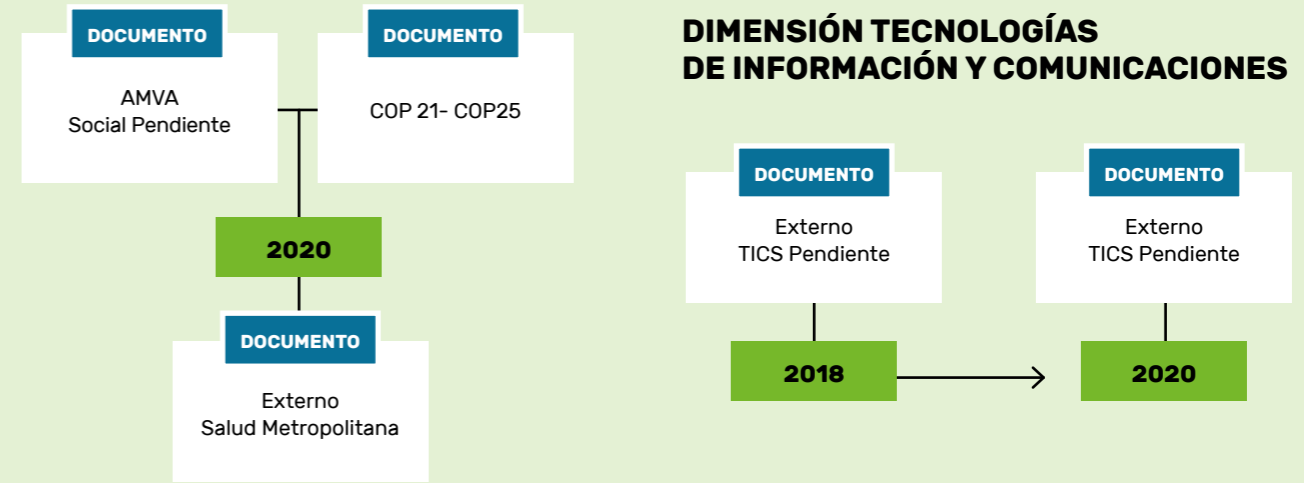 DOCUMENTO
AMVA
Social Pendiente
DOCUMENTO
COP 21- COP25
2020
DOCUMENTO
Externo
Salud Metropolitana
DIMENSIÓN TECNOLOGÍAS
DE INFORMACIÓN Y COMUNICACIONES
DOCUMENTO
Externo
TICS Pendiente
2018
DOCUMENTO
Externo
TICS Pendiente
2020